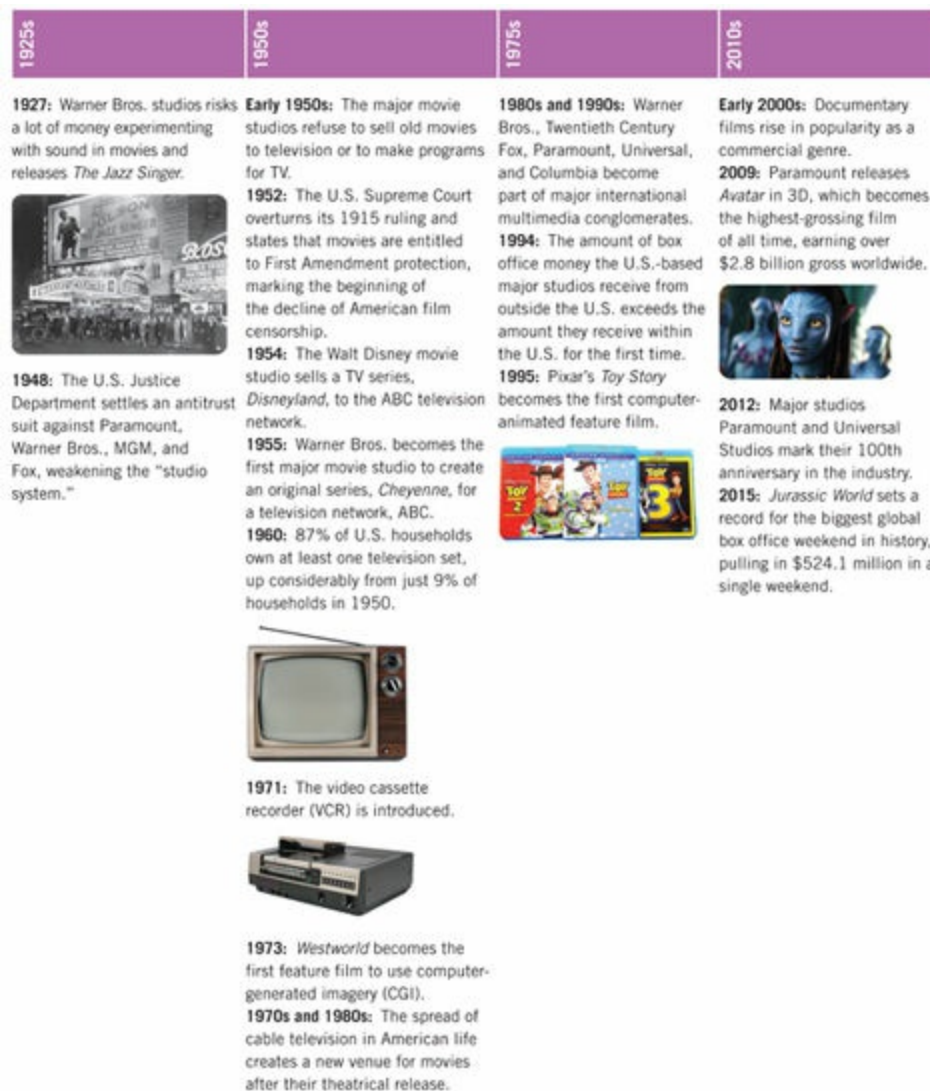 1925s
1927: Warner Bros. studios risks
a lot of money experimenting
with sound in movies and
releases The Jazz Singer.
1948: The U.S. Justice
Department settles an antitrust
suit against Paramount,
Warner Bros., MGM, and
Fox, weakening the “studio
system.”
1950s
Early 1950s: The major movie
studios refuse to sell old movies
to television or to make programs
for TV.
1952: The U.S. Supreme Court
overturns its 1915 ruling and
states that movies are entitled
to First Amendment protection,
marking the beginning of
the decline of American film
censorship.
1954: The Walt Disney movie
studio sells a TV series,
Disneyland, to the ABC television
network.
1955: Warner Bros. becomes the
first major movie studio to create
an original series, Cheyenne, for
a television network, ABC.
1960: 87% of U.S. households
own at least one television set,
up considerably from just 9% of
households in 1950.
1971: The video cassette
recorder (VCR) is introduced.
1973: Westworld becomes the
first feature film to use computer-
generated imagery (CGI).
1970s and 1980s: The spread of
cable television in American life
creates a new venue for movies
after their theatrical release.
1975s
1980s and 1990s: Warner
Bros., Twentieth Century
Fox, Paramount, Universal,
and Columbia become
part of major international
multimedia conglomerates.
1994: The amount of box
office money the U.S.-based
major studios receive from
outside the U.S. exceeds the
amount they receive within
the U.S. for the first time.
1995: Pixar's Toy Story
becomes the first computer-
animated feature film.
TOY
2
TOY
TOY
3
2010s
Early 2000s: Documentary
films rise in popularity as a
commercial genre.
2009: Paramount releases
Avatar in 3D, which becomes
the highest-grossing film
of all time, earning over
$2.8 billion gross worldwide.
2012: Major studios
Paramount and Universal
Studios mark their 100th
anniversary in the industry.
2015: Jurassic World sets a
record for the biggest global
box office weekend in history,
pulling in $524.1 million in a
single weekend.